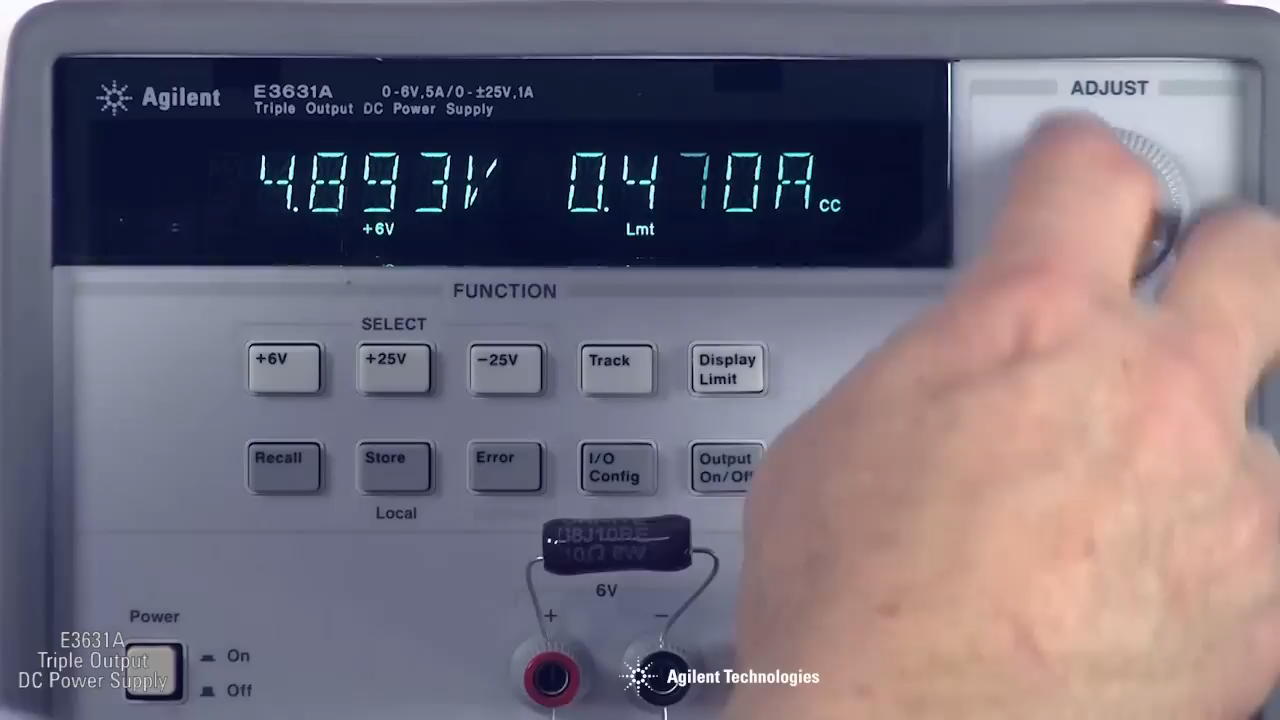 Agilent
E3631A 0-6V,5A/0-±25V,1A
Triple Output DC Power Supply
ADJUST
4.893V 0.470A CC
+6V Lmt
FUNCTION
SELECT
+6V +25V -25V Track Display Limit
Recall Store Error I/O Config Output On/Off
Local
10Ω
6V
+ -
Power
On
Off
E3631A
Triple Output
DC Power Supply
Agilent Technologies